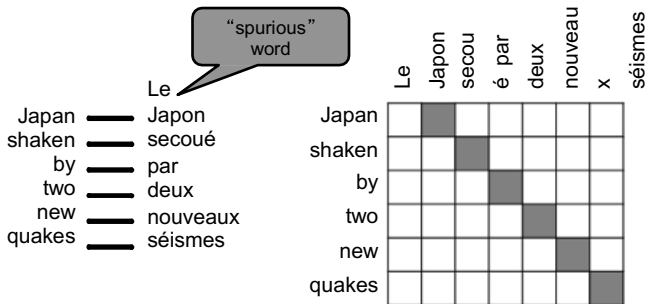 “spurious”
word
Le
Japan Japon
shaken secoué
by par
two deux
new nouveaux
quakes séismes
Le
Japon
secou
é par
deux
nouveau
x
séismes
Japan
shaken
by
two
new
quakes